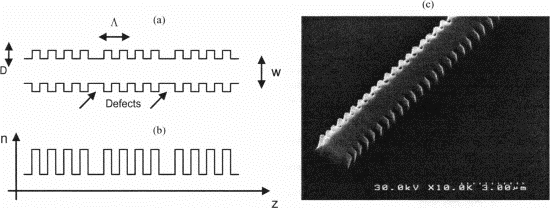 (a)
Λ
D
W
Defects
(b)
n
z
(c)
30.0kV X10.0K 3.00µm